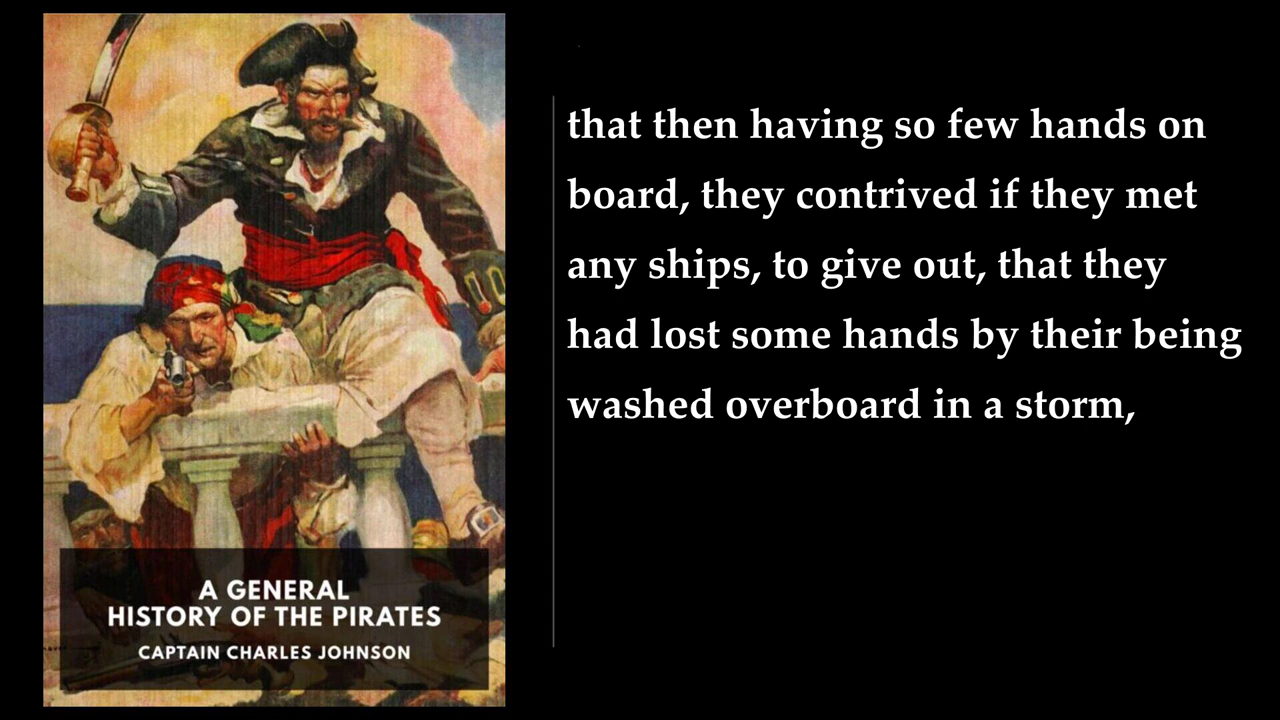 that then having so few hands on
board, they contrived if they met
any ships, to give out, that they
had lost some hands by their being
washed overboard in a storm,
A GENERAL
HISTORY OF THE PIRATES
CAPTAIN CHARLES JOHNSON